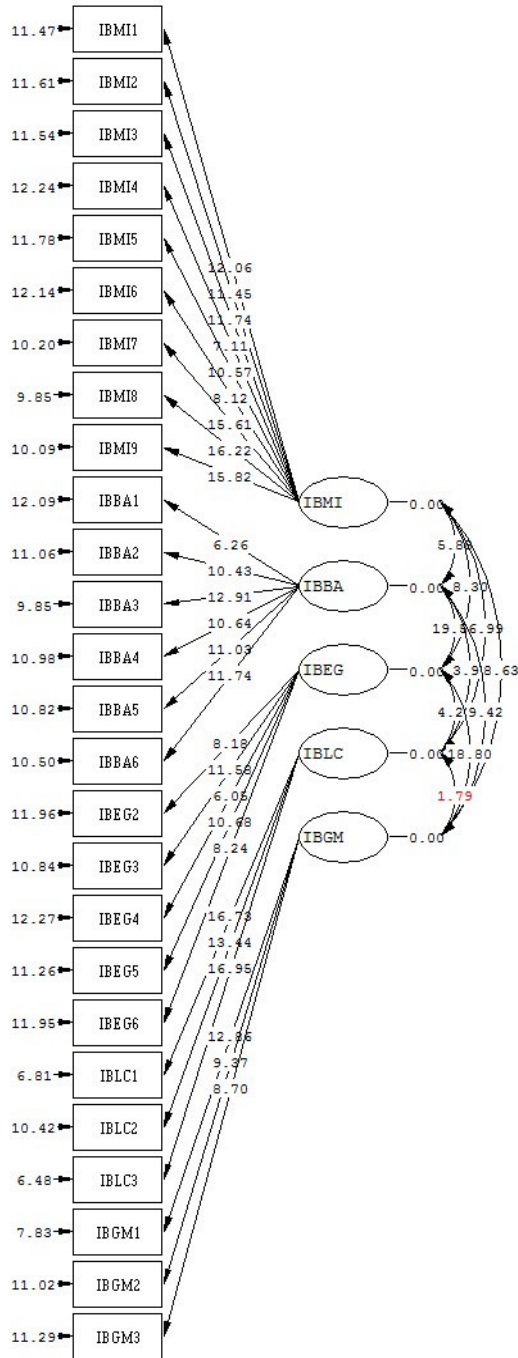 11.47 IBMI1
11.61 IBMI2
11.54 IBMI3
12.24 IBMI4
11.78 IBMI5
12.14 IBMI6
10.20 IBMI7
9.85 IBMI8
10.09 IBMI9
12.09 IBBA1
11.06 IBBA2
9.85 IBBA3
10.98 IBBA4
10.82 IBBA5
10.50 IBBA6
11.96 IBEG2
10.84 IBEG3
12.27 IBEG4
11.26 IBEG5
11.95 IBEG6
6.81 IBLC1
10.42 IBLC2
6.48 IBLC3
7.83 IBGM1
11.02 IBGM2
11.29 IBGM3
12.06
11.45
11.74
7.11
10.57
8.12
15.61
16.22
15.82
6.26
10.43
12.91
10.64
11.03
11.74
8.18
11.58
6.05
10.68
8.24
16.73
13.44
16.95
12.86
9.37
8.70
IBMI 0.00
IBBA 0.00
IBEG 0.00
IBLC 0.00
IBGM 0.00
8.30
6.99
8.63
9.42
18.80
1.79